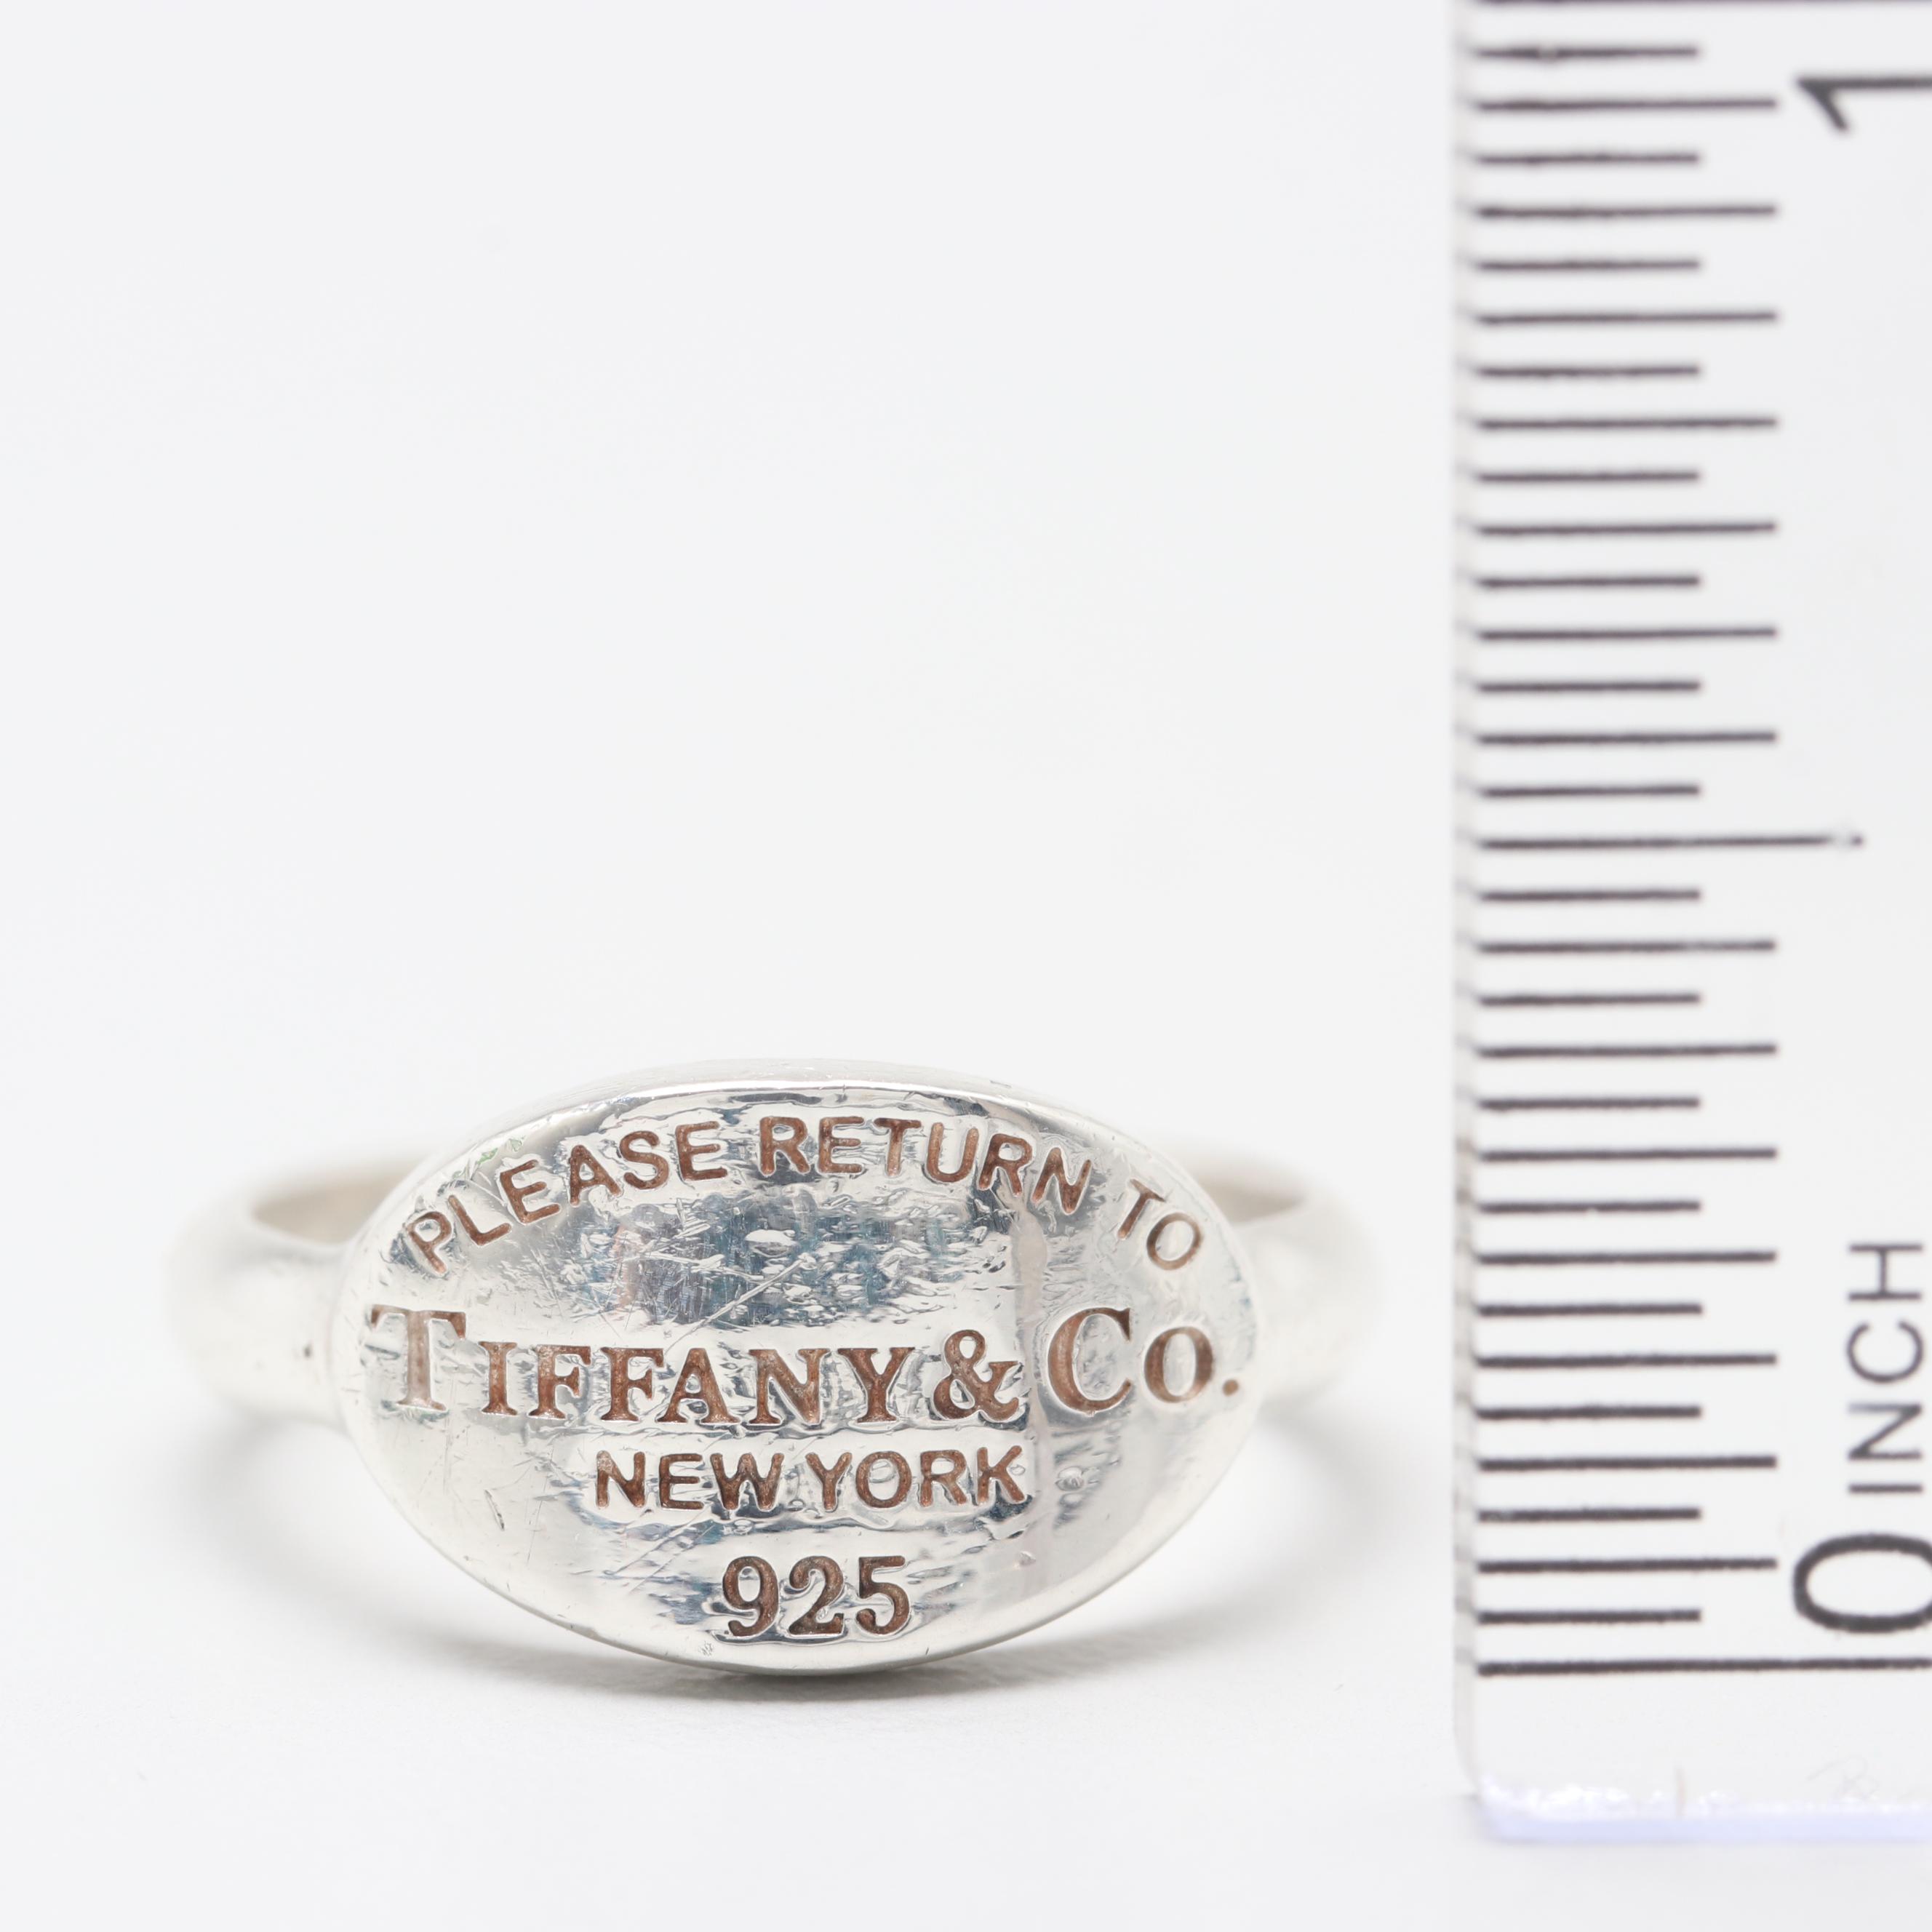 PLEASE RETURN TO
TIFFANY & CO.
NEW YORK
925
1
0 INCH